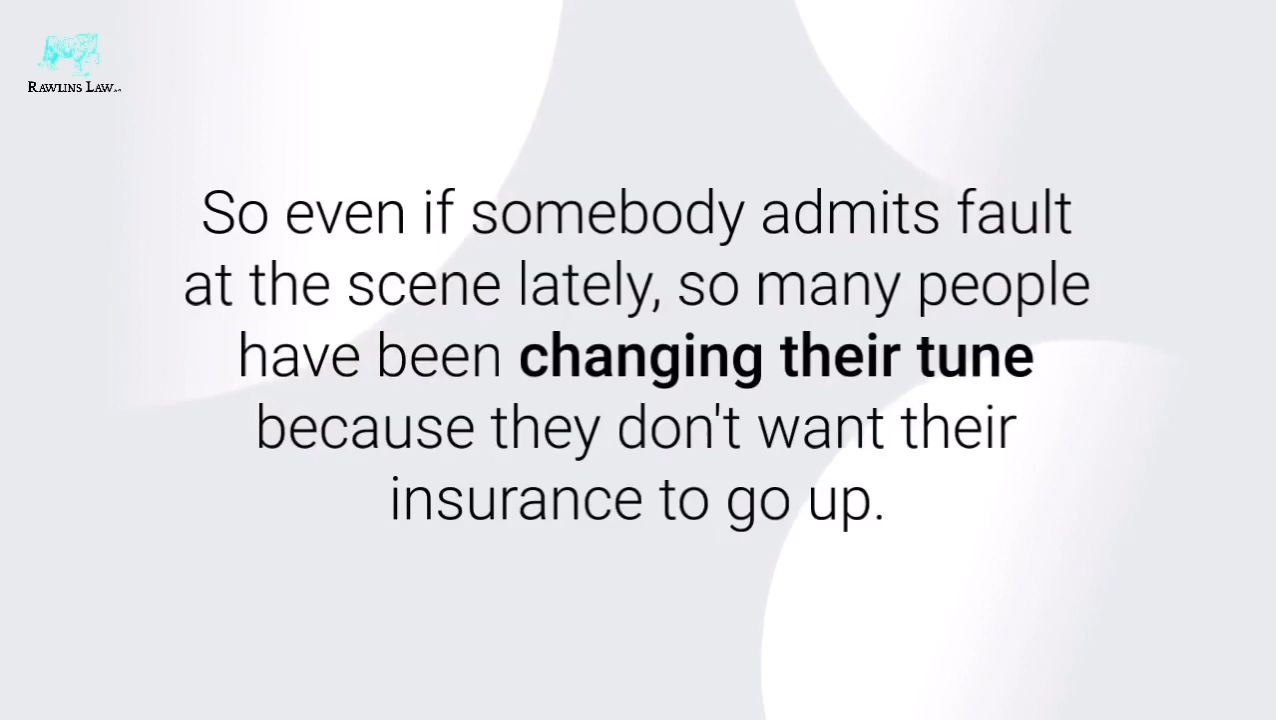 RAWLINS LAW
So even if somebody admits fault
at the scene lately, so many people
have been changing their tune
because they don't want their
insurance to go up.